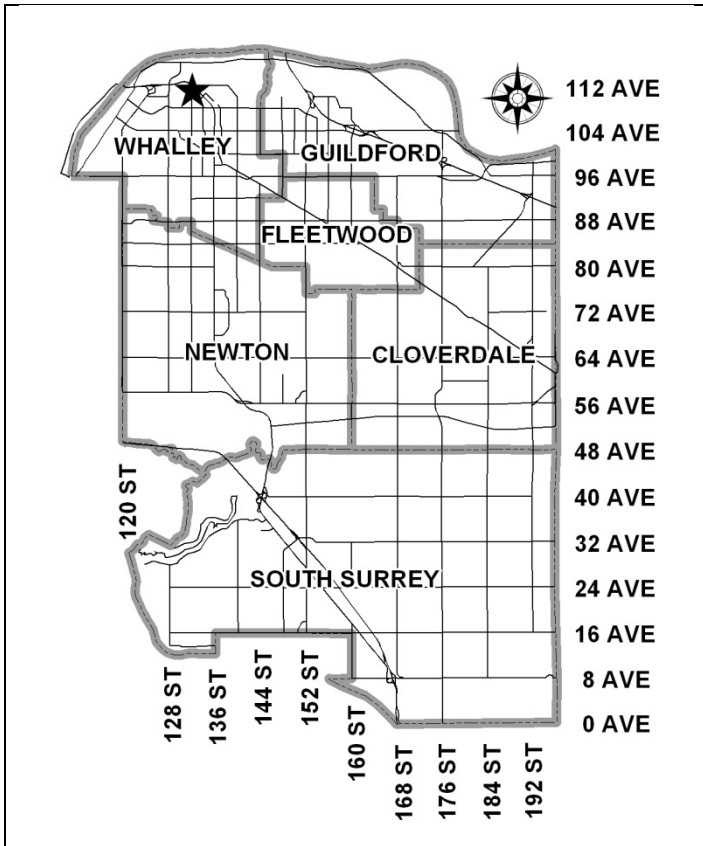 112 AVE
104 AVE
WHALLEY
GUILDFORD
96 AVE
88 AVE
FLEETWOOD
80 AVE
72 AVE
NEWTON
CLOVERDALE
64 AVE
56 AVE
48 AVE
120 ST
40 AVE
32 AVE
SOUTH SURREY
24 AVE
16 AVE
8 AVE
0 AVE
128 ST
136 ST
144 ST
152 ST
160 ST
168 ST
176 ST
184 ST
192 ST